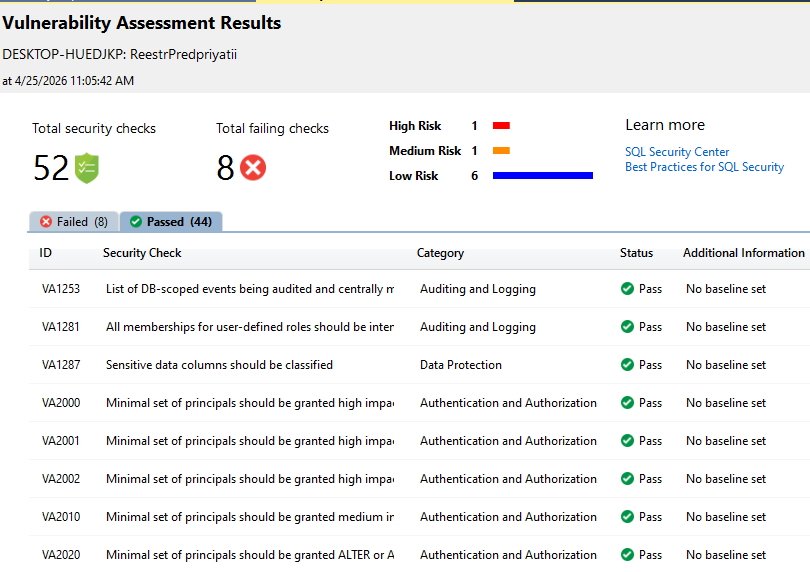 Vulnerability Assessment Results
DESKTOP-HUEDJKP: ReestrPredpriyatii
at 4/25/2026 11:05:42 AM
Total security checks
52
Total failing checks
8
High Risk 1
Medium Risk 1
Low Risk 6
Learn more
SQL Security Center
Best Practices for SQL Security
Failed (8)
Passed (44)
ID Security Check Category Status Additional Information
VA1253 List of DB-scoped events being audited and centrally m Auditing and Logging Pass No baseline set
VA1281 All memberships for user-defined roles should be inter Auditing and Logging Pass No baseline set
VA1287 Sensitive data columns should be classified Data Protection Pass No baseline set
VA2000 Minimal set of principals should be granted high impa Authentication and Authorization Pass No baseline set
VA2001 Minimal set of principals should be granted high impa Authentication and Authorization Pass No baseline set
VA2002 Minimal set of principals should be granted high impa Authentication and Authorization Pass No baseline set
VA2010 Minimal set of principals should be granted medium in Authentication and Authorization Pass No baseline set
VA2020 Minimal set of principals should be granted ALTER or A Authentication and Authorization Pass No baseline set